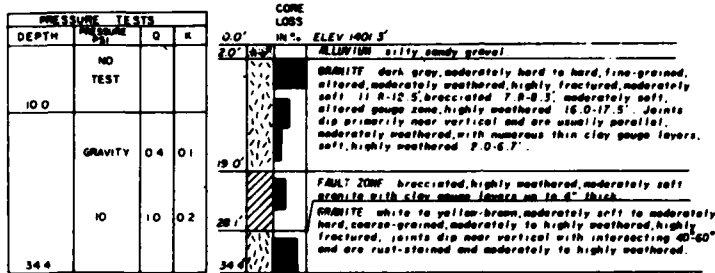 PRESSURE TESTS
DEPTH PRESSURE PSI Q K
NO
TEST
10.0
GRAVITY 0.4 0.1
10 1.0 0.2
34.4
CORE
LOSS
IN %
0.0' ELEV 1401.3'
2.0' ALLUVIUM silty sandy gravel
GRANITE dark gray, moderately hard to hard, fine-grained,
altered, moderately weathered, highly fractured, moderately
soft 11.8-12.5', brecciated 7.8-8.3' moderately soft,
altered gouge zone, highly weathered 16.0-17.5'. Joints
dip primarily near vertical and are usually parallel,
moderately weathered, with numerous thin clay gouge layers,
soft, highly weathered 2.0-6.7'.
19.0'
FAULT ZONE brecciated, highly weathered, moderately soft
granite with clay gouge layers up to 6" thick.
28.1'
GRANITE white to yellow-brown, moderately soft to moderately
hard, coarse-grained, moderately to highly weathered, highly
fractured, joints dip near vertical with intersecting 40°-60°
and are rust-stained and moderately to highly weathered.
34.4'